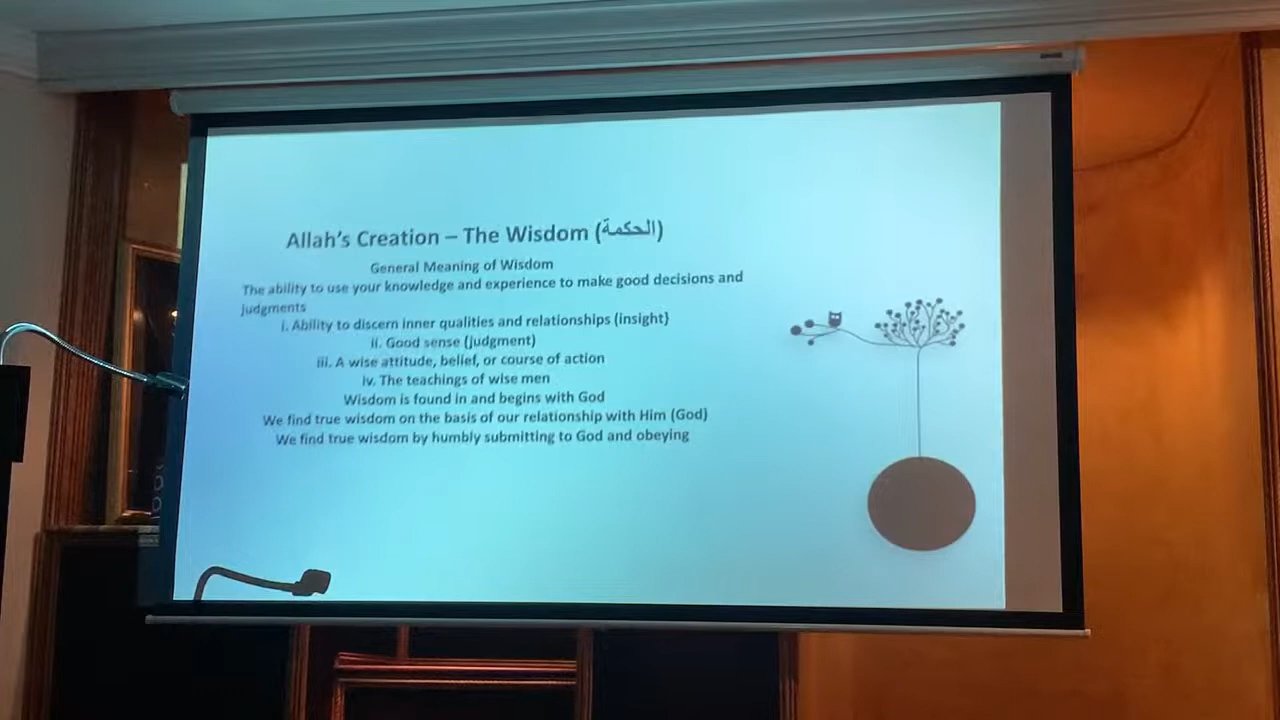 Allah's Creation – The Wisdom (الحكمة)
General Meaning of Wisdom
The ability to use your knowledge and experience to make good decisions and
judgments
i. Ability to discern inner qualities and relationships (insight}
ii. Good sense (judgment)
iii. A wise attitude, belief, or course of action
iv. The teachings of wise men
Wisdom is found in and begins with God
We find true wisdom on the basis of our relationship with Him (God)
We find true wisdom by humbly submitting to God and obeying